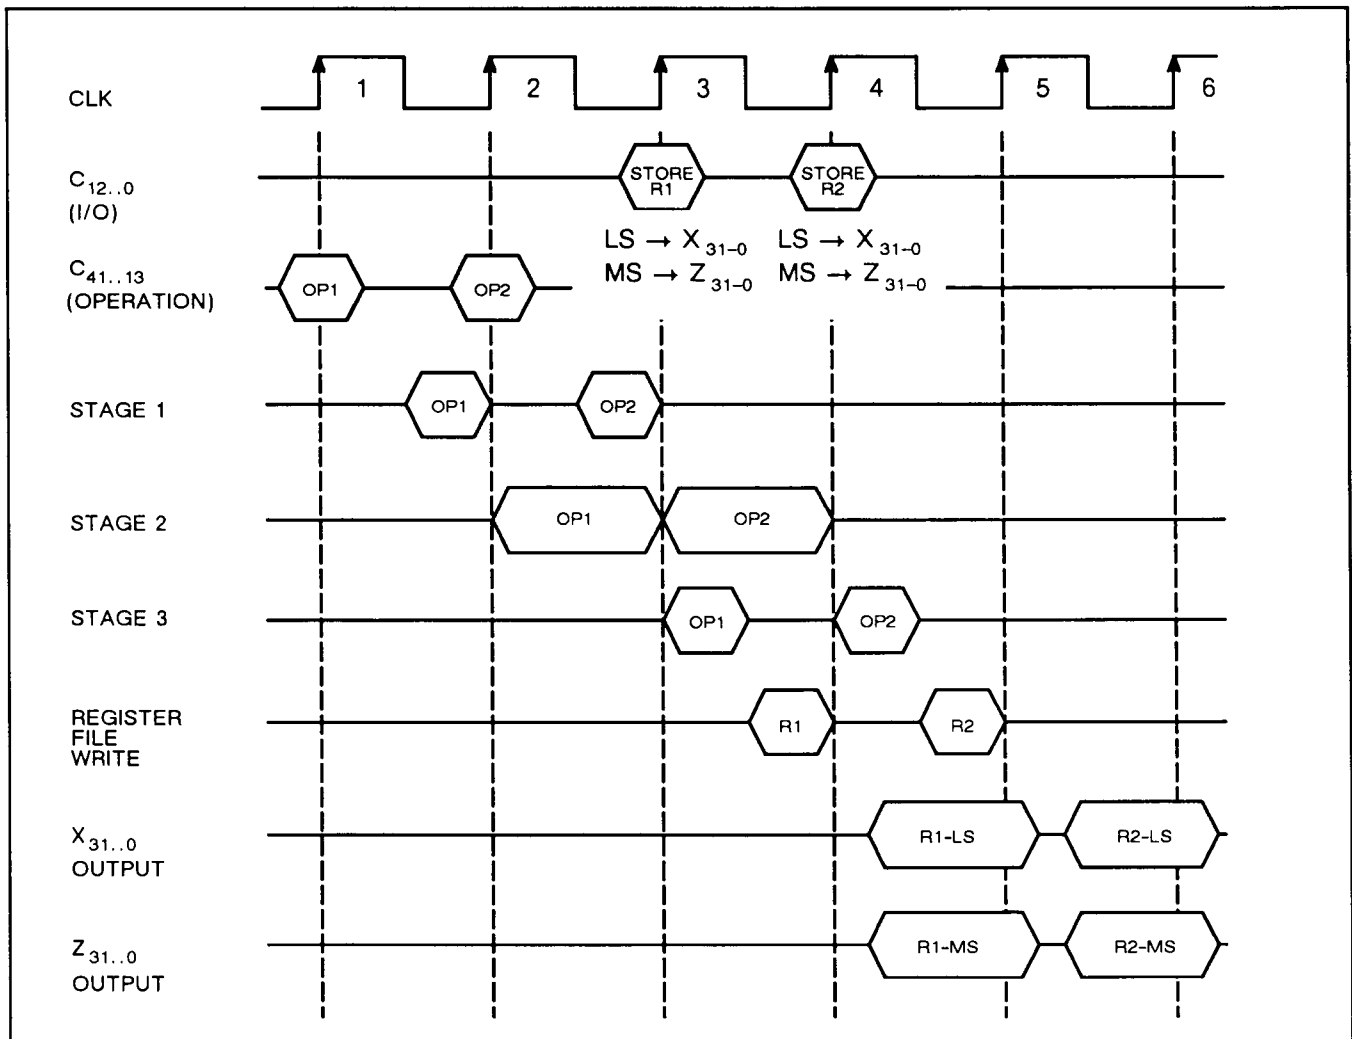 CLK 1 2 3 4 5 6
C12..0
(I/O)
STORE
R1
STORE
R2
LS → X31–0
MS → Z31–0
LS → X31–0
MS → Z31–0
C41..13
(OPERATION)
OP1 OP2
STAGE 1 OP1 OP2
STAGE 2 OP1 OP2
STAGE 3 OP1 OP2
REGISTER
FILE
WRITE
R1 R2
X31..0
OUTPUT
R1-LS R2-LS
Z31..0
OUTPUT
R1-MS R2-MS